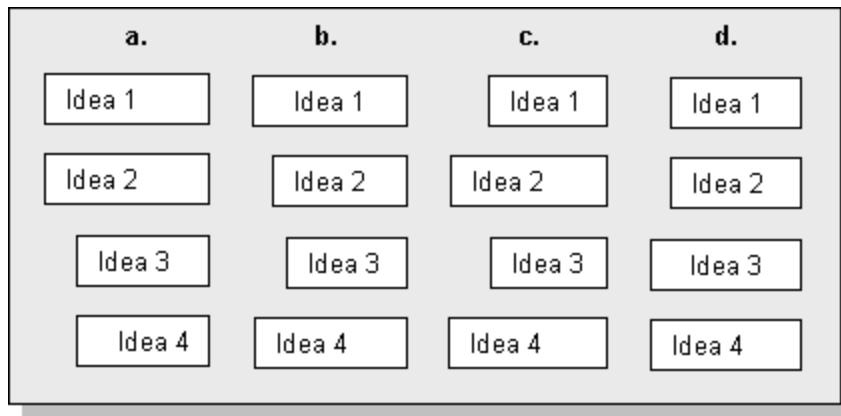 a. b. c. d.
Idea 1 Idea 1 Idea 1 Idea 1
Idea 2 Idea 2 Idea 2 Idea 2
Idea 3 Idea 3 Idea 3 Idea 3
Idea 4 Idea 4 Idea 4 Idea 4